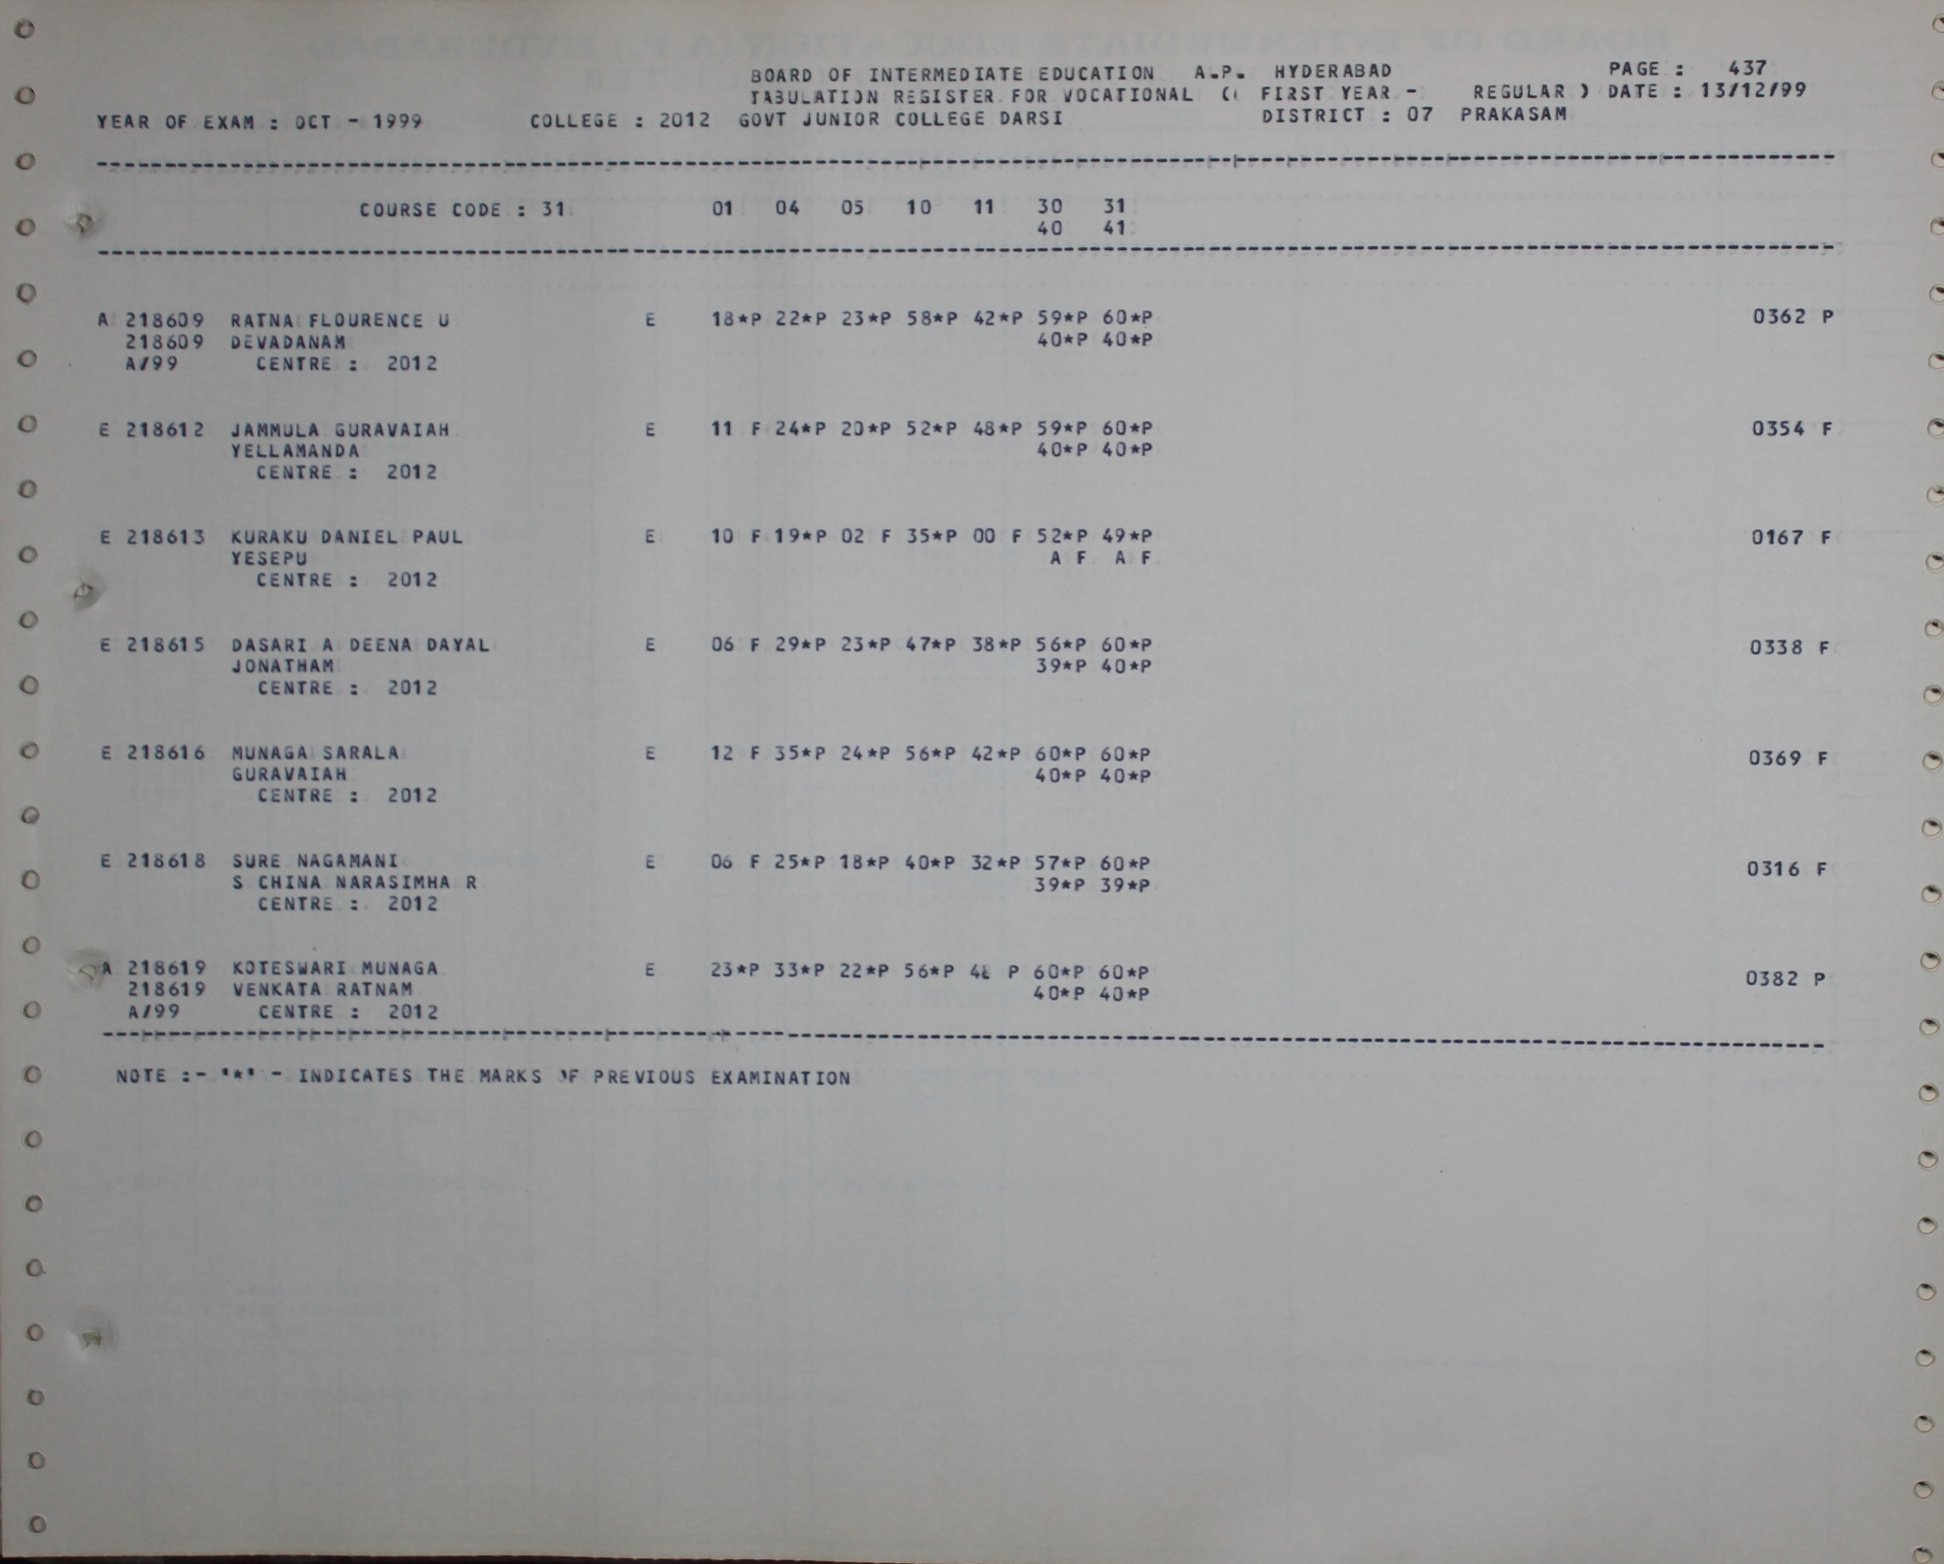 BOARD OF INTERMEDIATE EDUCATION A.P. HYDERABAD PAGE : 437
TABULATION REGISTER FOR VOCATIONAL (( FIRST YEAR - REGULAR ) DATE : 13/12/99
YEAR OF EXAM : OCT - 1999 COLLEGE : 2012 GOVT JUNIOR COLLEGE DARSI DISTRICT : 07 PRAKASAM
COURSE CODE : 31 01 04 05 10 11 30 31
40 41
A 218609 RATNA FLOURENCE U E 18*P 22*P 23*P 58*P 42*P 59*P 60*P 0362 P
218609 DEVADANAM 40*P 40*P
A/99 CENTRE : 2012
E 218612 JAMMULA GURAVAIAH E 11 F 24*P 20*P 52*P 48*P 59*P 60*P 0354 F
YELLAMANDA 40*P 40*P
CENTRE : 2012
E 218613 KURAKU DANIEL PAUL E 10 F 19*P 02 F 35*P 00 F 52*P 49*P 0167 F
YESEPU A F A F
CENTRE : 2012
E 218615 DASARI A DEENA DAYAL E 06 F 29*P 23*P 47*P 38*P 56*P 60*P 0338 F
JONATHAM 39*P 40*P
CENTRE : 2012
E 218616 MUNAGA SARALA E 12 F 35*P 24*P 56*P 42*P 60*P 60*P 0369 F
GURAVAIAH 40*P 40*P
CENTRE : 2012
E 218618 SURE NAGAMANI E 06 F 25*P 18*P 40*P 32*P 57*P 60*P 0316 F
S CHINA NARASIMHA R 39*P 39*P
CENTRE : 2012
A 218619 KOTESWARI MUNAGA E 23*P 33*P 22*P 56*P P 60*P 60*P 0382 P
218619 VENKATA RATNAM 40*P 40*P
A/99 CENTRE : 2012
NOTE :- '*' - INDICATES THE MARKS OF PREVIOUS EXAMINATION